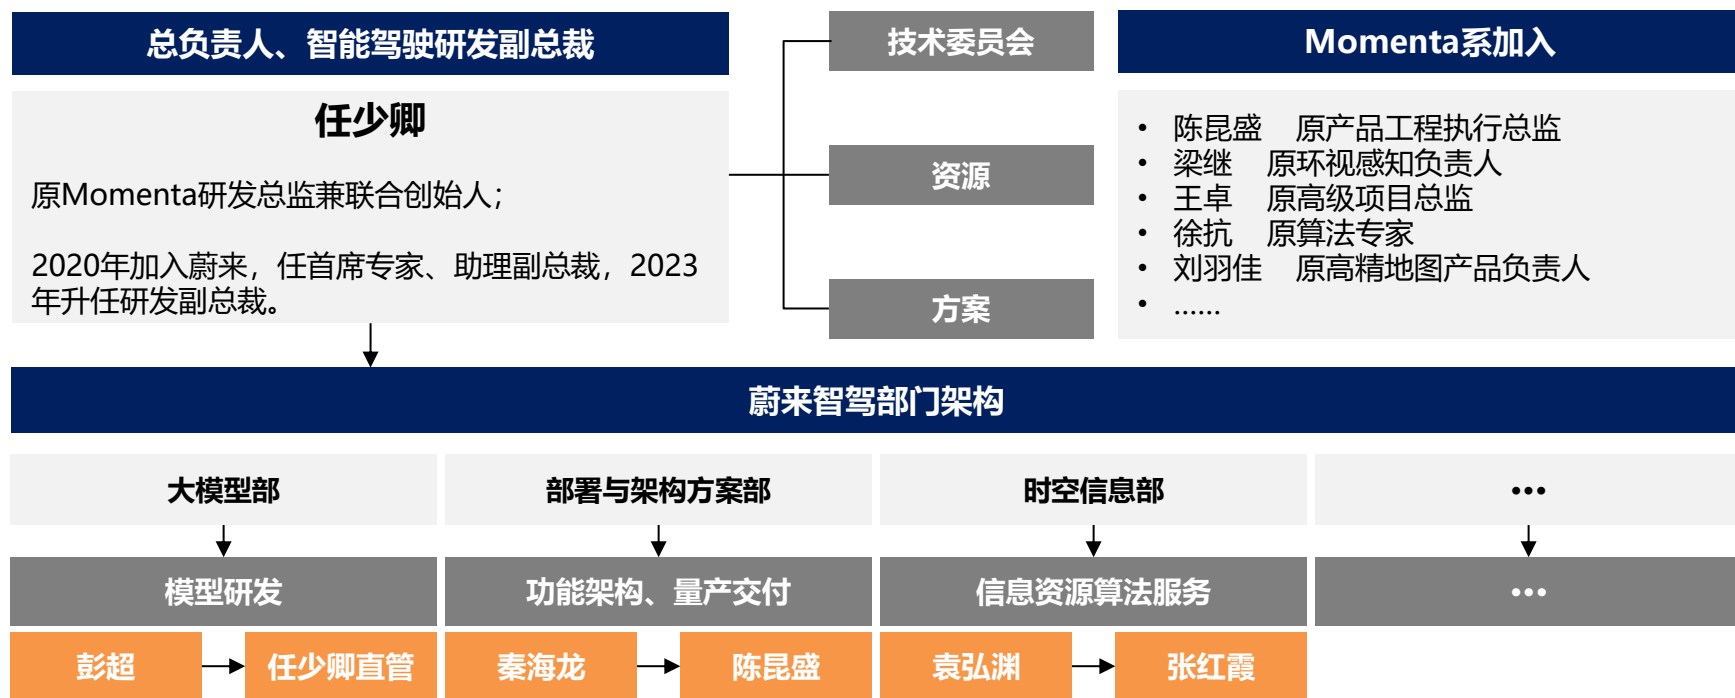 总负责人、智能驾驶研发副总裁
任少卿
原Momenta研发总监兼联合创始人；
2020年加入蔚来，任首席专家、助理副总裁，2023
年升任研发副总裁。
技术委员会
资源
方案
Momenta系加入
• 陈昆盛 原产品工程执行总监
• 梁继 原环视感知负责人
• 王卓 原高级项目总监
• 徐抗 原算法专家
• 刘羽佳 原高精地图产品负责人
• ……
蔚来智驾部门架构
大模型部
部署与架构方案部
时空信息部
…
模型研发
功能架构、量产交付
信息资源算法服务
…
彭超
任少卿直管
秦海龙
陈昆盛
袁弘渊
张红霞